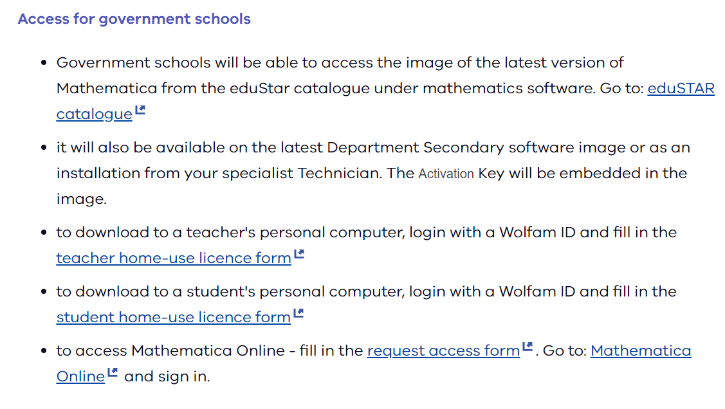 Access for government schools
• Government schools will be able to access the image of the latest version of
Mathematica from the eduStar catalogue under mathematics software. Go to: eduSTAR
catalogue
• it will also be available on the latest Department Secondary software image or as an
installation from your specialist Technician. The Activation Key will be embedded in the
image.
• to download to a teacher's personal computer, login with a Wolfam ID and fill in the
teacher home-use licence form
• to download to a student's personal computer, login with a Wolfam ID and fill in the
student home-use licence form
• to access Mathematica Online - fill in the request access form. Go to: Mathematica
Online and sign in.